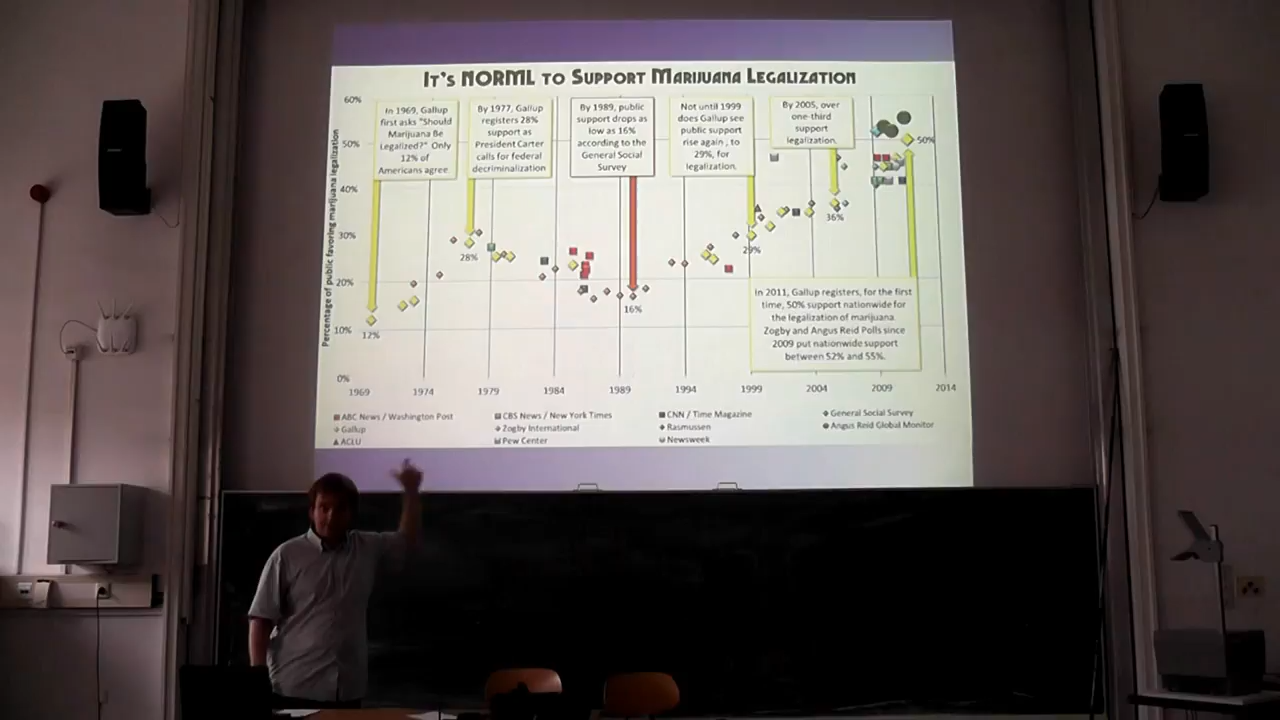 It's NORML to Support Marijuana Legalization
Percentage of public favoring marijuana legalization
60%
50%
40%
30%
20%
10%
0%
In 1969, Gallup
first asks "Should
Marijuana Be
Legalized?" Only
12% of
Americans agree.
By 1977, Gallup
registers 28%
support as
President Carter
calls for federal
decriminalization
By 1989, public
support drops as
low as 16%
according to the
General Social
Survey
Not until 1999
does Gallup see
public support
rise again, to
29%, for
legalization.
By 2005, over
one-third
support
legalization.
12%
28%
16%
29%
36%
50%
In 2011, Gallup registers, for the first
time, 50% support nationwide for
the legalization of marijuana.
Zogby and Angus Reid Polls since
2009 put nationwide support
between 52% and 55%.
1969 1974 1979 1984 1989 1994 1999 2004 2009 2014
ABC News / Washington Post CBS News / New York Times CNN / Time Magazine General Social Survey
Gallup Zogby International Rasmussen Angus Reid Global Monitor
ACLU Pew Center Newsweek